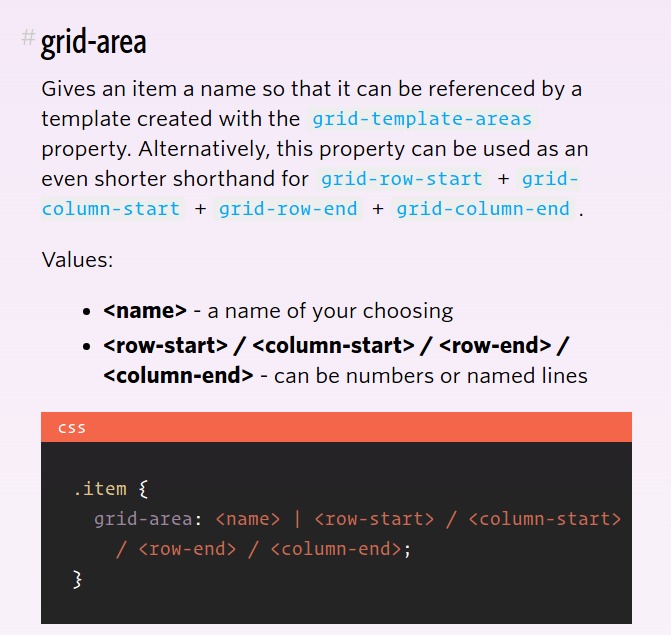 # grid-area
Gives an item a name so that it can be referenced by a
template created with the grid-template-areas
property. Alternatively, this property can be used as an
even shorter shorthand for grid-row-start + grid-
column-start + grid-row-end + grid-column-end .
Values:
• <name> - a name of your choosing
• <row-start> / <column-start> / <row-end> /
<column-end> - can be numbers or named lines
css
.item {
  grid-area: <name> | <row-start> / <column-start>
    / <row-end> / <column-end>;
}